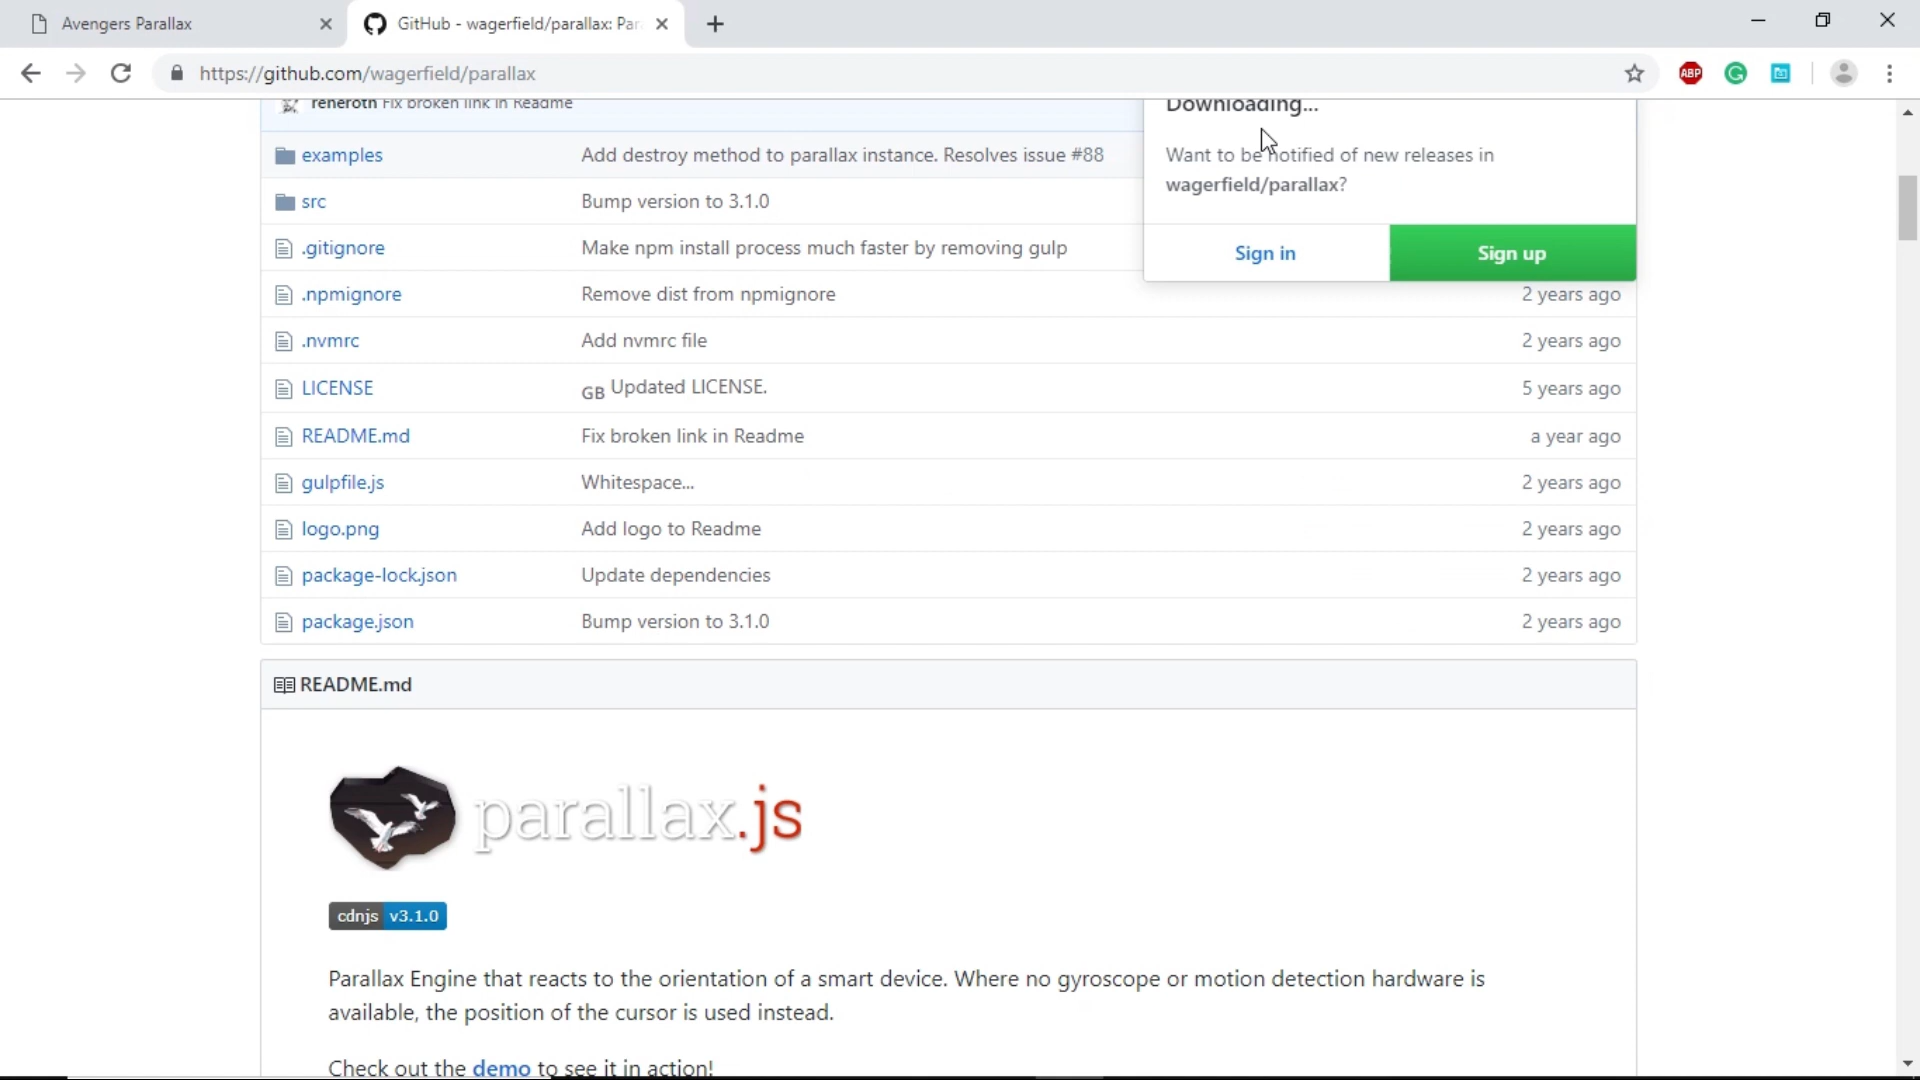 Avengers Parallax
GitHub - wagerfield/parallax: Par
https://github.com/wagerfield/parallax
ABP
reneroth Fix broken link in Readme
Downloading...
Want to be notified of new releases in
wagerfield/parallax?
Sign in Sign up
examples Add destroy method to parallax instance. Resolves issue #88
src Bump version to 3.1.0
.gitignore Make npm install process much faster by removing gulp
.npmignore Remove dist from npmignore 2 years ago
.nvmrc Add nvmrc file 2 years ago
LICENSE GB Updated LICENSE. 5 years ago
README.md Fix broken link in Readme a year ago
gulpfile.js Whitespace... 2 years ago
logo.png Add logo to Readme 2 years ago
package-lock.json Update dependencies 2 years ago
package.json Bump version to 3.1.0 2 years ago
README.md
parallax.js
cdnjs v3.1.0
Parallax Engine that reacts to the orientation of a smart device. Where no gyroscope or motion detection hardware is
available, the position of the cursor is used instead.
Check out the demo to see it in action!